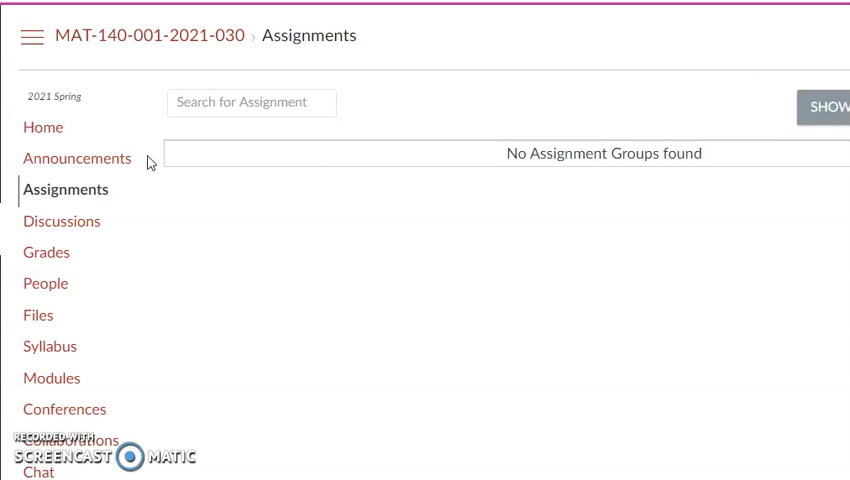 MAT-140-001-2021-030 › Assignments
2021 Spring
Search for Assignment
SHOW
Home
No Assignment Groups found
Announcements
Assignments
Discussions
Grades
People
Files
Syllabus
Modules
Conferences
RECORDED WITH
Collaborations
SCREENCAST MATIC
Chat